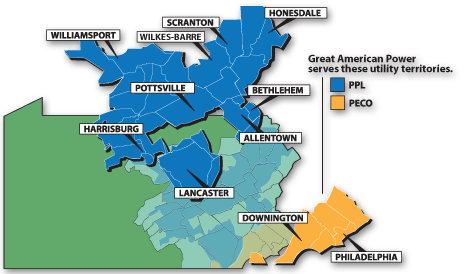 HONESDALE
SCRANTON
WILLIAMSPORT
WILKES-BARRE
Great American Power
serves these utility territories.
PPL
PECO
POTTSVILLE
BETHLEHEM
HARRISBURG
ALLENTOWN
LANCASTER
DOWNINGTON
PHILADELPHIA